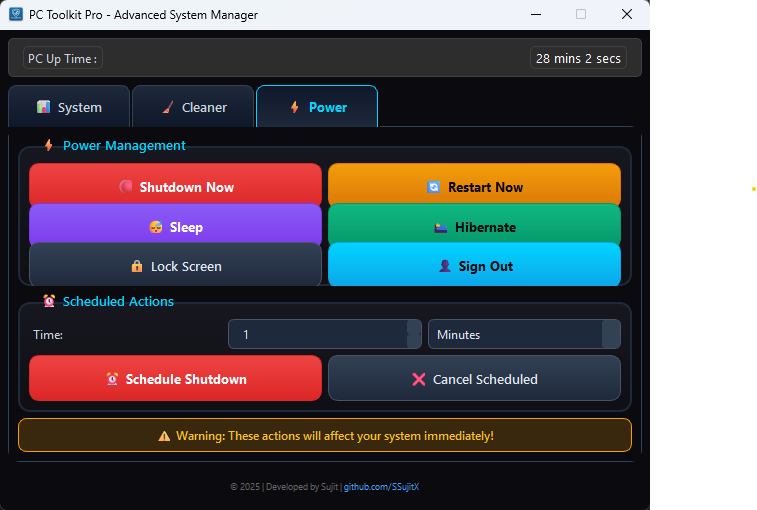 PC Toolkit Pro - Advanced System Manager
PC Up Time :
28 mins 2 secs
System
Cleaner
Power
Power Management
Shutdown Now
Restart Now
Sleep
Hibernate
Lock Screen
Sign Out
Scheduled Actions
Time:
1
Minutes
Schedule Shutdown
Cancel Scheduled
Warning: These actions will affect your system immediately!
© 2025 | Developed by Sujit | github.com/SSujitX